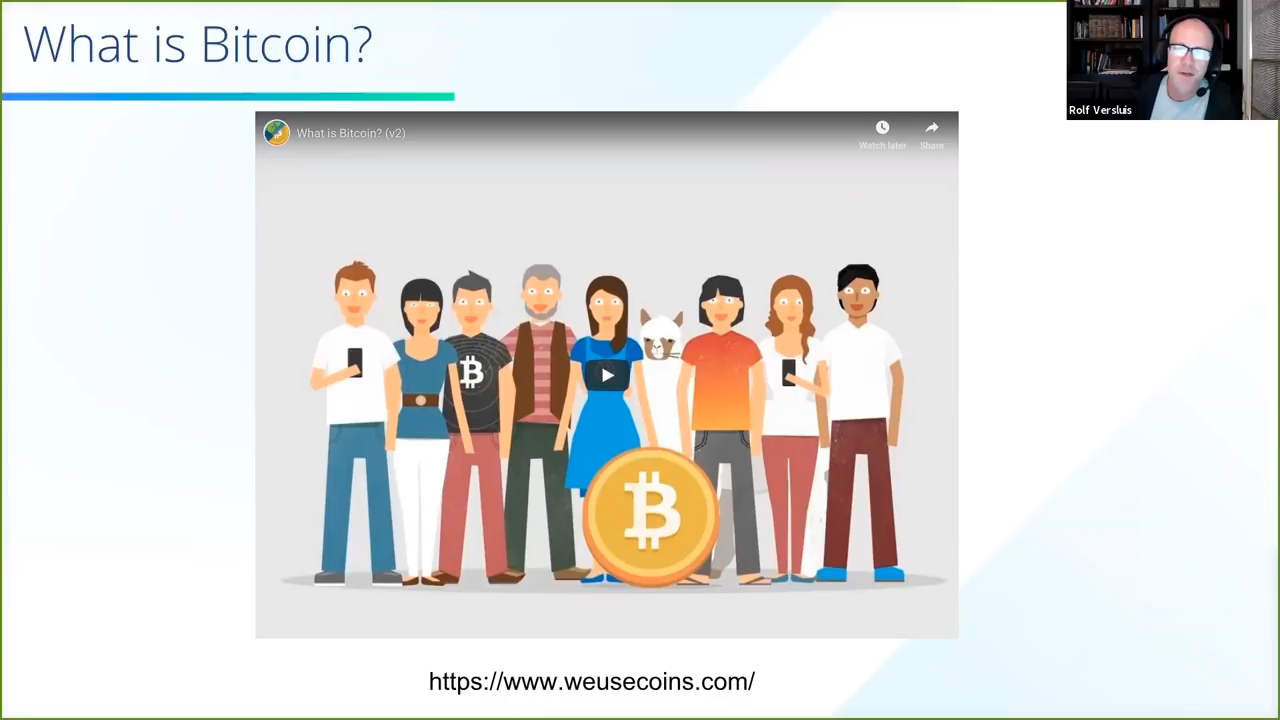 What is Bitcoin?
Rolf Versluis
What is Bitcoin? (v2)
Watch later
Share
https://www.weusecoins.com/